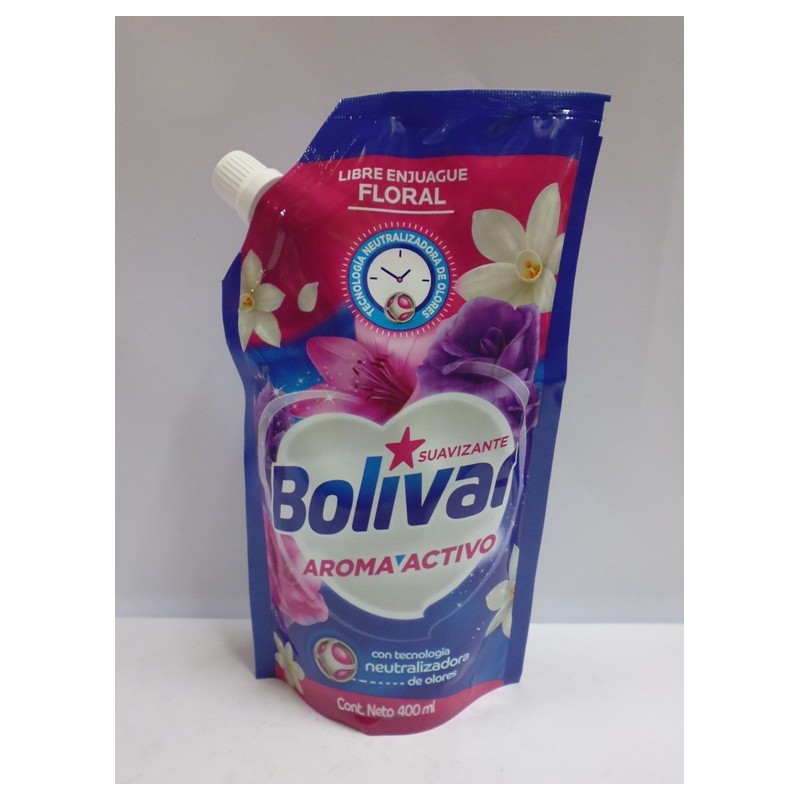 LIBRE ENJUAGUE
FLORAL
TECNOLOGÍA NEUTRALIZADORA DE OLORES
SUAVIZANTE
Bolívar
AROMA ACTIVO
con tecnología
neutralizadora
de olores
Cont. Neto 400 ml